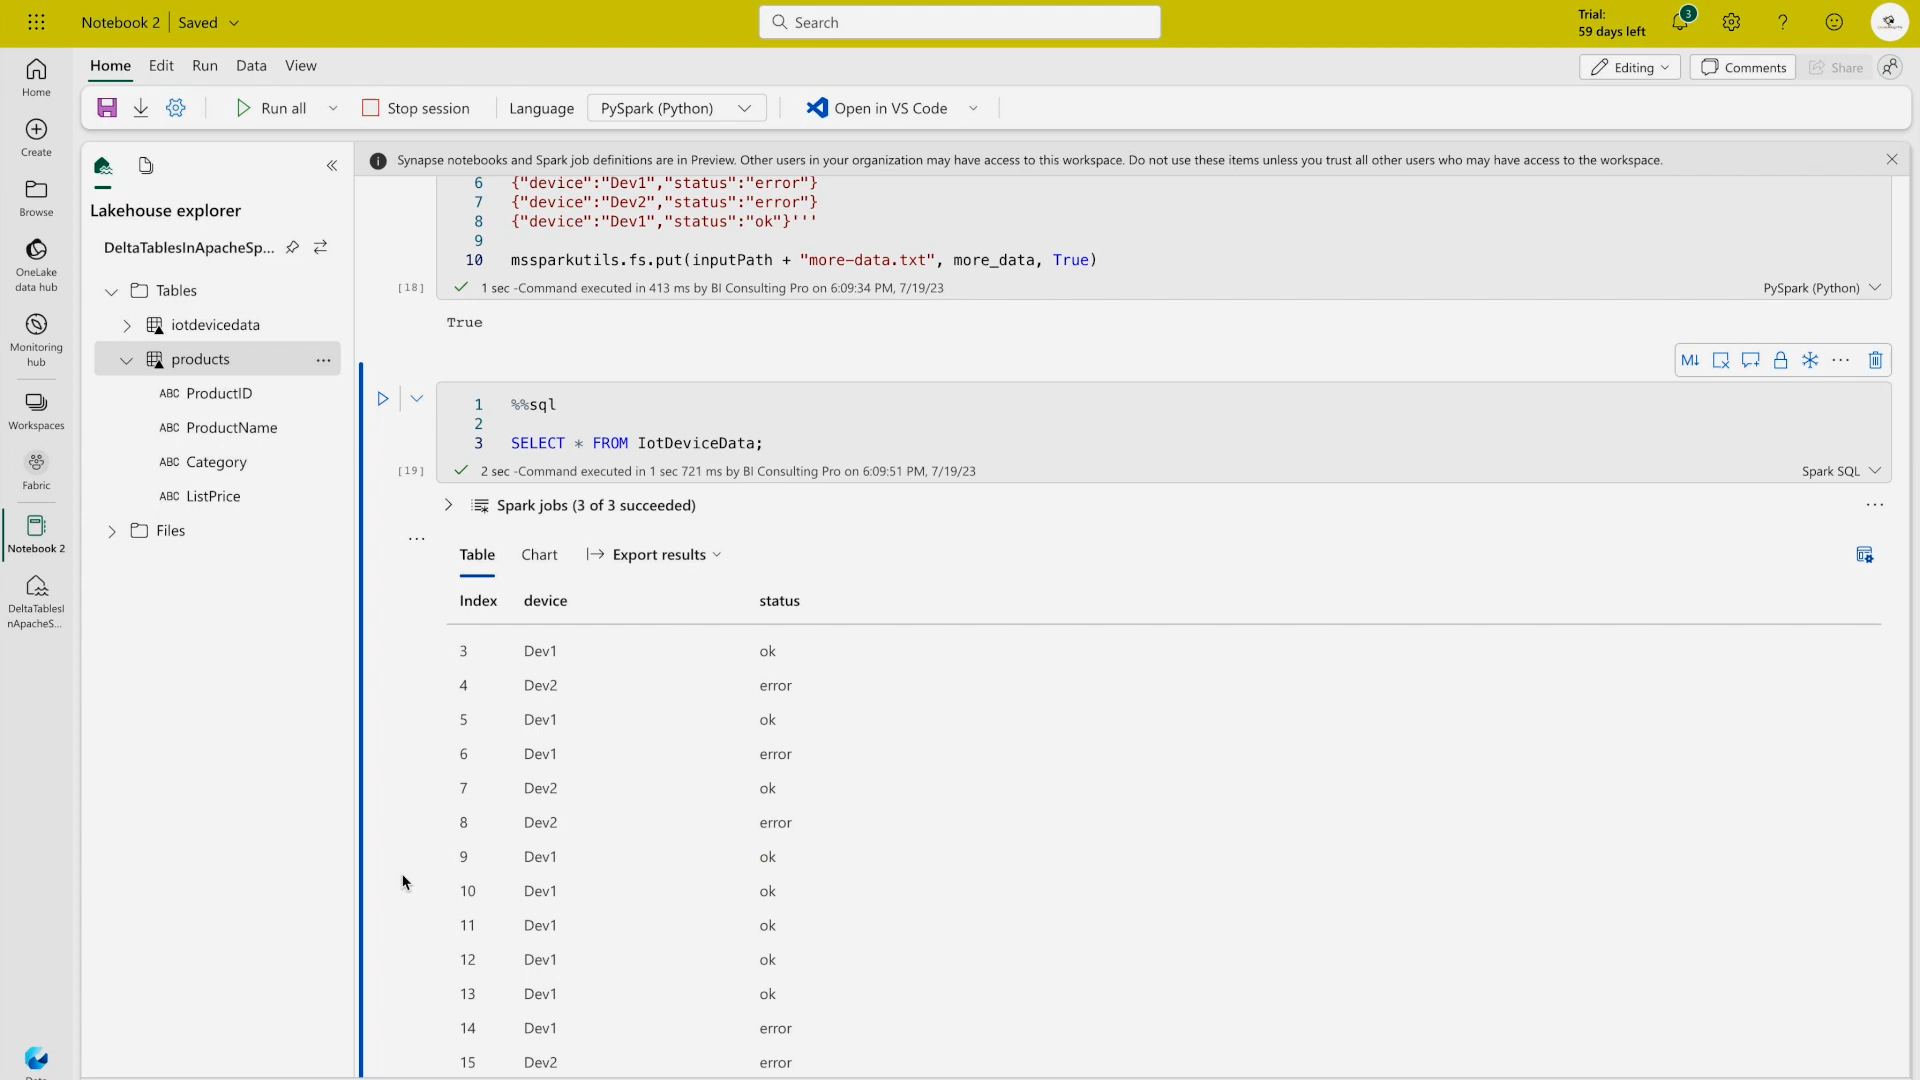 Notebook 2 | Saved
Search
Trial:
59 days left
3
Home
Edit
Run
Data
View
Editing
Comments
Share
Run all
Stop session
Language
PySpark (Python)
Open in VS Code
Home
Create
Browse
OneLake
data hub
Monitoring
hub
Workspaces
Fabric
Notebook 2
DeltaTablesI
nApacheS...
Lakehouse explorer
DeltaTablesInApacheSp...
Tables
iotdevicedata
products
ABC ProductID
ABC ProductName
ABC Category
ABC ListPrice
Files
Synapse notebooks and Spark job definitions are in Preview. Other users in your organization may have access to this workspace. Do not use these items unless you trust all other users who may have access to the workspace.
6 {"device":"Dev1","status":"error"}
7 {"device":"Dev2","status":"error"}
8 {"device":"Dev1","status":"ok"}'''
9
10 mssparkutils.fs.put(inputPath + "more-data.txt", more_data, True)
[18] 1 sec -Command executed in 413 ms by BI Consulting Pro on 6:09:34 PM, 7/19/23 PySpark (Python)
True
M↓
1 %%sql
2
3 SELECT * FROM IotDeviceData;
[19] 2 sec -Command executed in 1 sec 721 ms by BI Consulting Pro on 6:09:51 PM, 7/19/23 Spark SQL
Spark jobs (3 of 3 succeeded)
Table Chart Export results
Index device status
3 Dev1 ok
4 Dev2 error
5 Dev1 ok
6 Dev1 error
7 Dev2 ok
8 Dev2 error
9 Dev1 ok
10 Dev1 ok
11 Dev1 ok
12 Dev1 ok
13 Dev1 ok
14 Dev1 error
15 Dev2 error